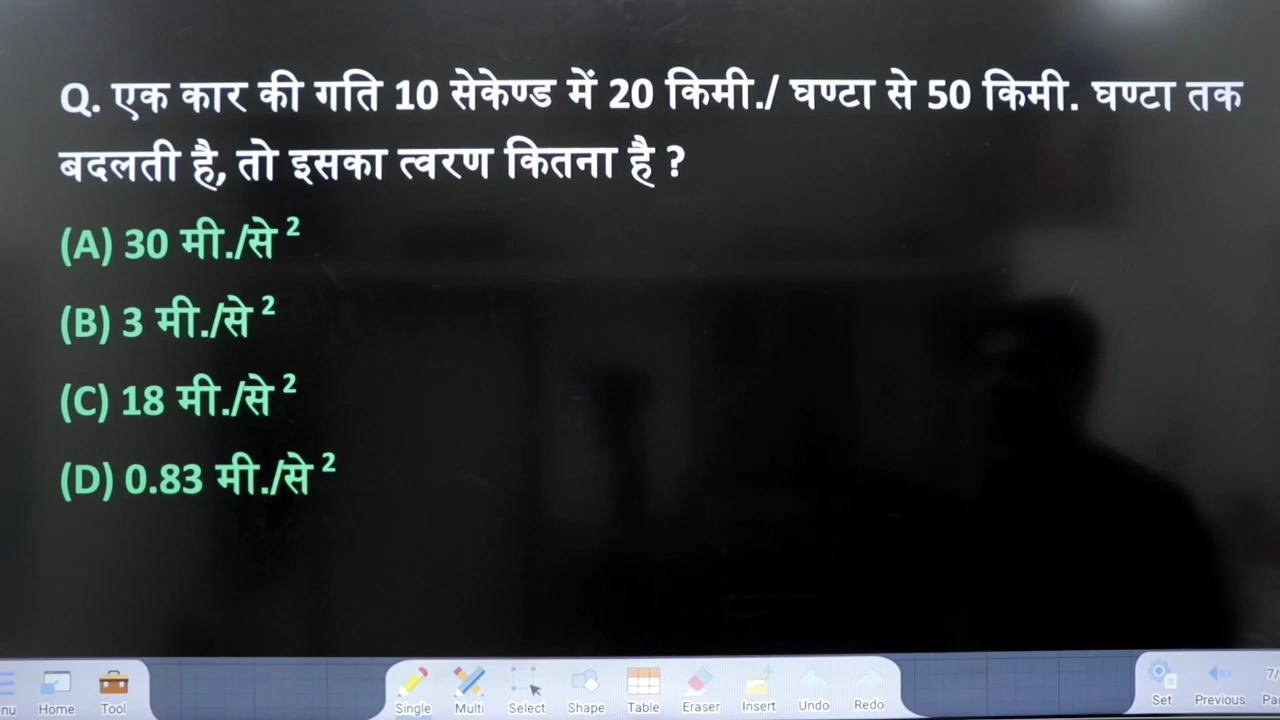 Q. एक कार की गति 10 सेकेण्ड में 20 किमी./ घण्टा से 50 किमी. घण्टा तक
बदलती है, तो इसका त्वरण कितना है ?
(A) 30 मी./से ²
(B) 3 मी./से ²
(C) 18 मी./से ²
(D) 0.83 मी./से ²
Home Tool Single Multi Select Shape Table Eraser Insert Undo Redo Set Previous